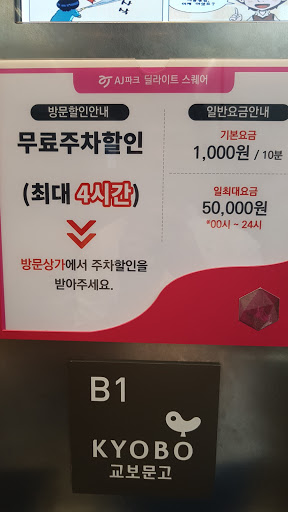 AJ파크 딜라이트 스퀘어
방문할인안내
무료주차할인
(최대 4시간)
방문상가에서 주차할인을
받아주세요.
일반요금안내
기본요금
1,000원 / 10분
일최대요금
50,000원
*00시 ~ 24시
B1
KYOBO
교보문고